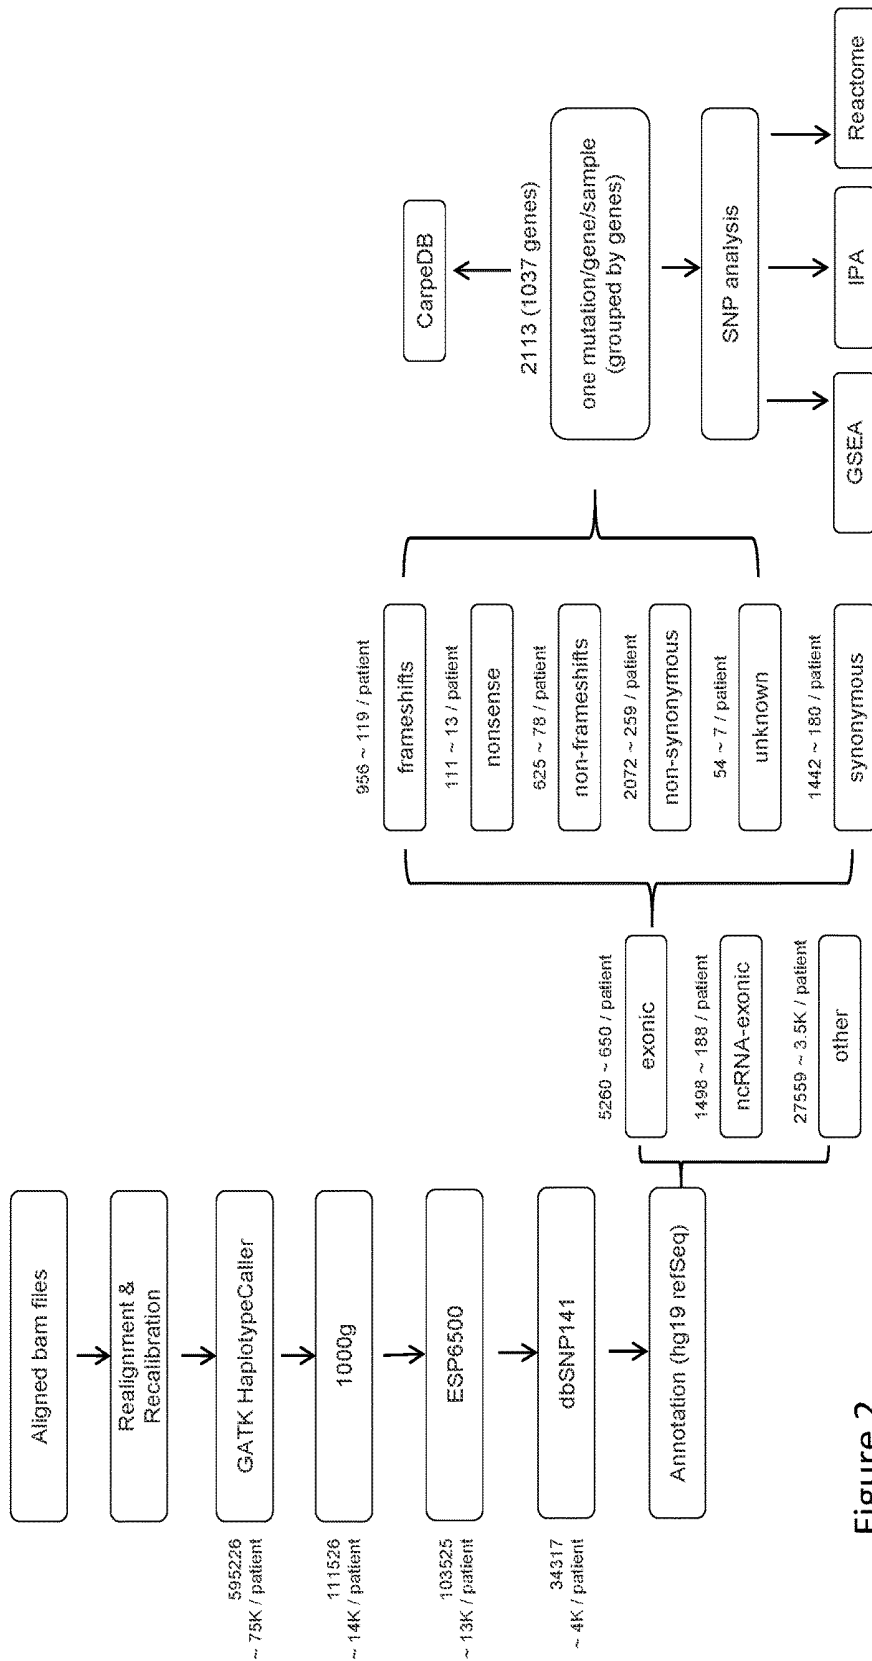 Aligned bam files
Realignment &
Recalibration
GATK HaplotypeCaller
595226
~ 75K / patient
1000g
111526
~ 14K / patient
ESP6500
103525
~ 13K / patient
dbSNP141
34317
~ 4K / patient
Annotation (hg19 refSeq)
5260 ~ 650 / patient
exonic
1498 ~ 188 / patient
ncRNA-exonic
27559 ~ 3.5K / patient
other
956 ~ 119 / patient
frameshifts
111 ~ 13 / patient
nonsense
625 ~ 78 / patient
non-frameshifts
2072 ~ 259 / patient
non-synonymous
54 ~ 7 / patient
unknown
1442 ~ 180 / patient
synonymous
CarpeDB
2113 (1037 genes)
one mutation/gene/sample
(grouped by genes)
SNP analysis
GSEA
IPA
Reactome
Figure 2